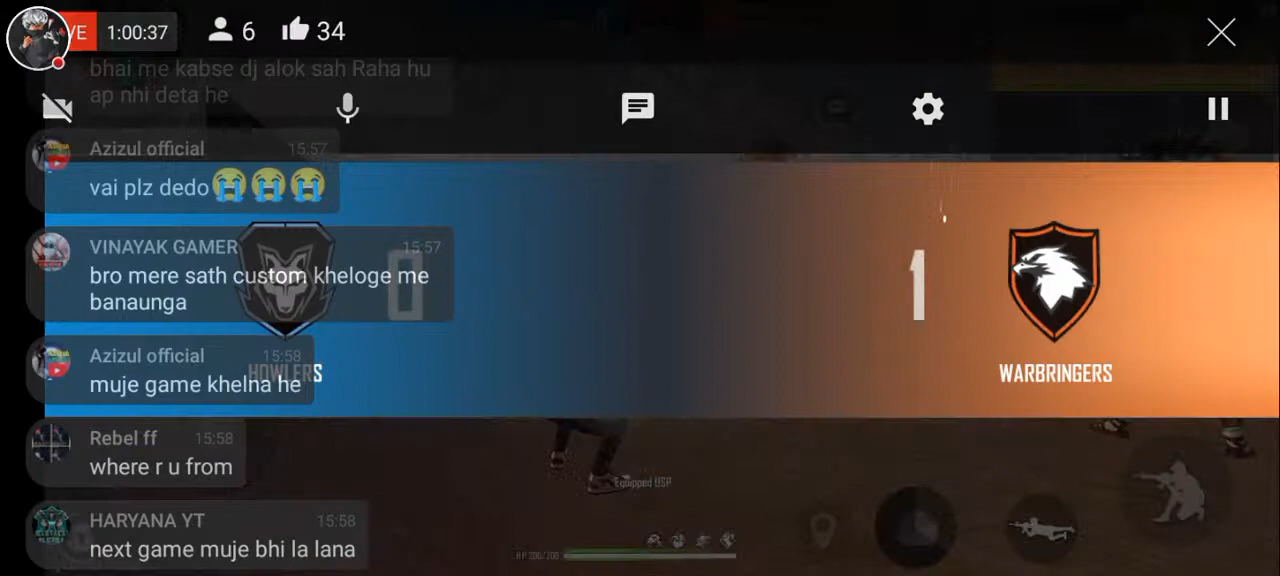 VE 1:00:37 6 34
bhai me kabse dj alok sah Raha hu
ap nhi deta he
Azizul official 15:57
vai plz dedo😭😭😭
VINAYAK GAMER 15:57
bro mere sath custom kheloge me
banaunga
0
1
Azizul official 15:58
muje game khelna he
HOWLERS
WARBRINGERS
Rebel ff 15:58
where r u from
Equipped USP
HARYANA YT 15:58
next game muje bhi la lana
HP 200/200